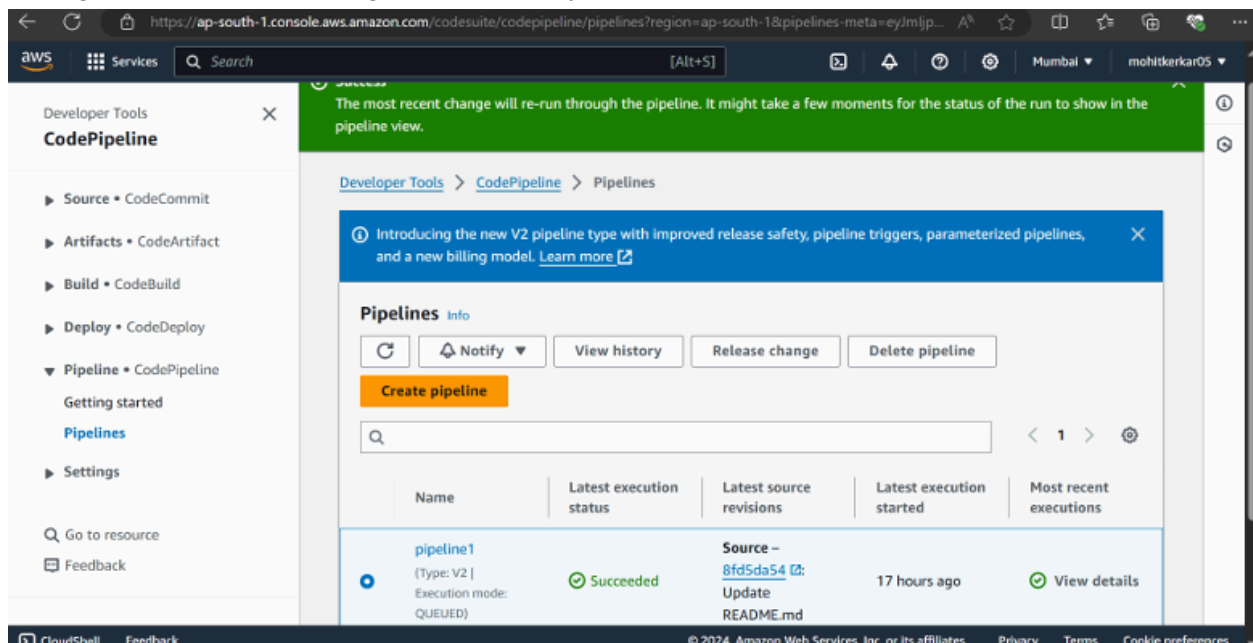 https://ap-south-1.console.aws.amazon.com/codesuite/codepipeline/pipelines?region=ap-south-1&pipelines-meta=eyJmljp...
aws Services Search [Alt+S] Mumbai mohitkerkar05
Developer Tools
CodePipeline
Source • CodeCommit
Artifacts • CodeArtifact
Build • CodeBuild
Deploy • CodeDeploy
Pipeline • CodePipeline
Getting started
Pipelines
Settings
Go to resource
Feedback
Success
The most recent change will re-run through the pipeline. It might take a few moments for the status of the run to show in the
pipeline view.
Developer Tools > CodePipeline > Pipelines
Introducing the new V2 pipeline type with improved release safety, pipeline triggers, parameterized pipelines,
and a new billing model. Learn more
Pipelines Info
Notify View history Release change Delete pipeline
Create pipeline
< 1 >
Name
Latest execution
status
Latest source
revisions
Latest execution
started
Most recent
executions
pipeline1
(Type: V2 |
Execution mode:
QUEUED)
Succeeded
Source –
8fd5da54:
Update
README.md
17 hours ago
View details
CloudShell Feedback © 2024, Amazon Web Services, Inc. or its affiliates. Privacy Terms Cookie preferences